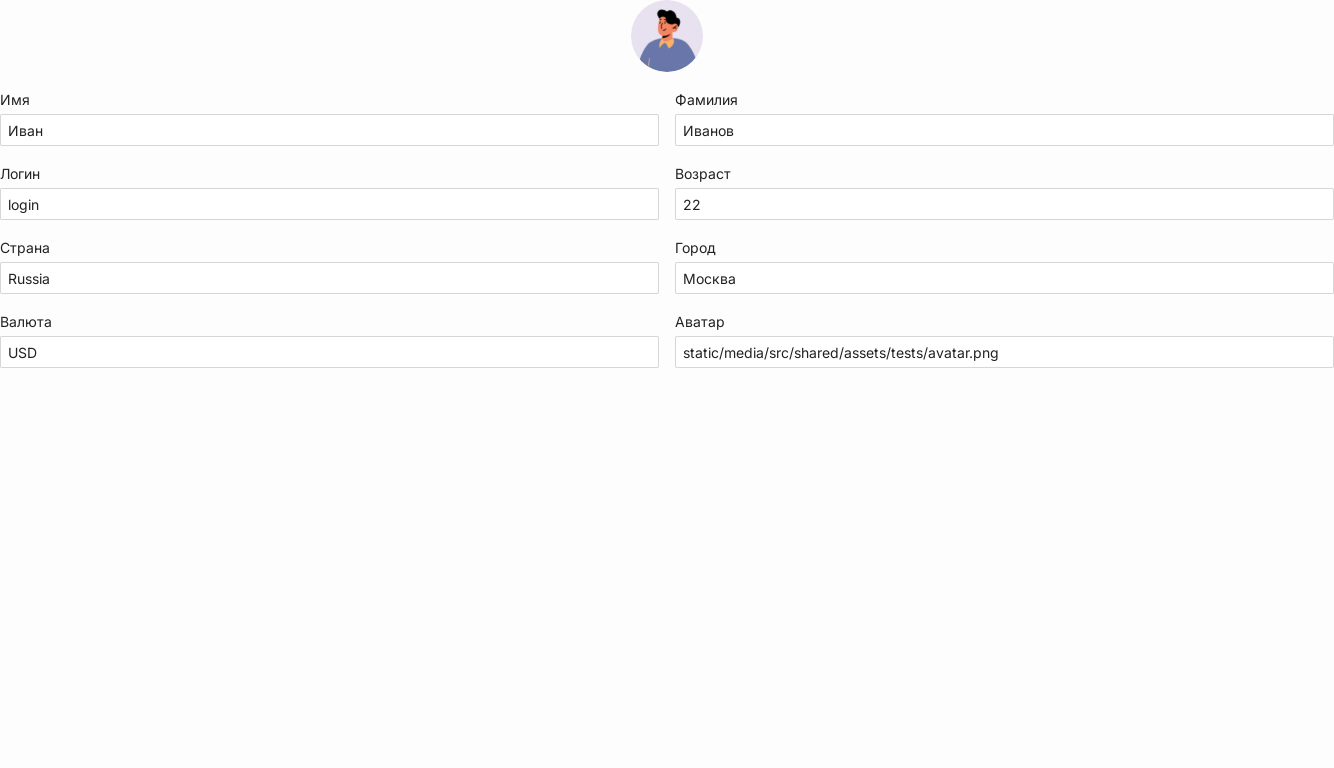 Имя
Фамилия
Иван
Иванов
Логин
Возраст
login
22
Страна
Город
Russia
Москва
Валюта
Аватар
USD
static/media/src/shared/assets/tests/avatar.png